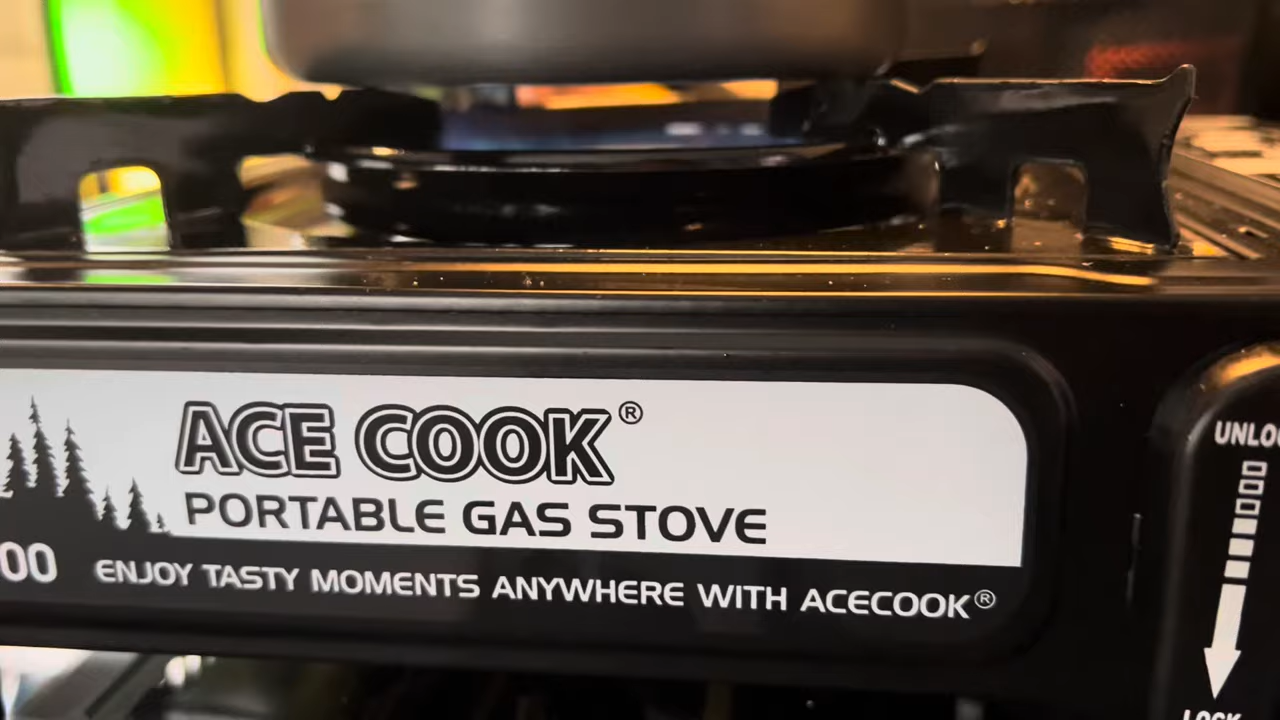 ACE COOK®
PORTABLE GAS STOVE
00
ENJOY TASTY MOMENTS ANYWHERE WITH ACECOOK®
UNLO
LOCK